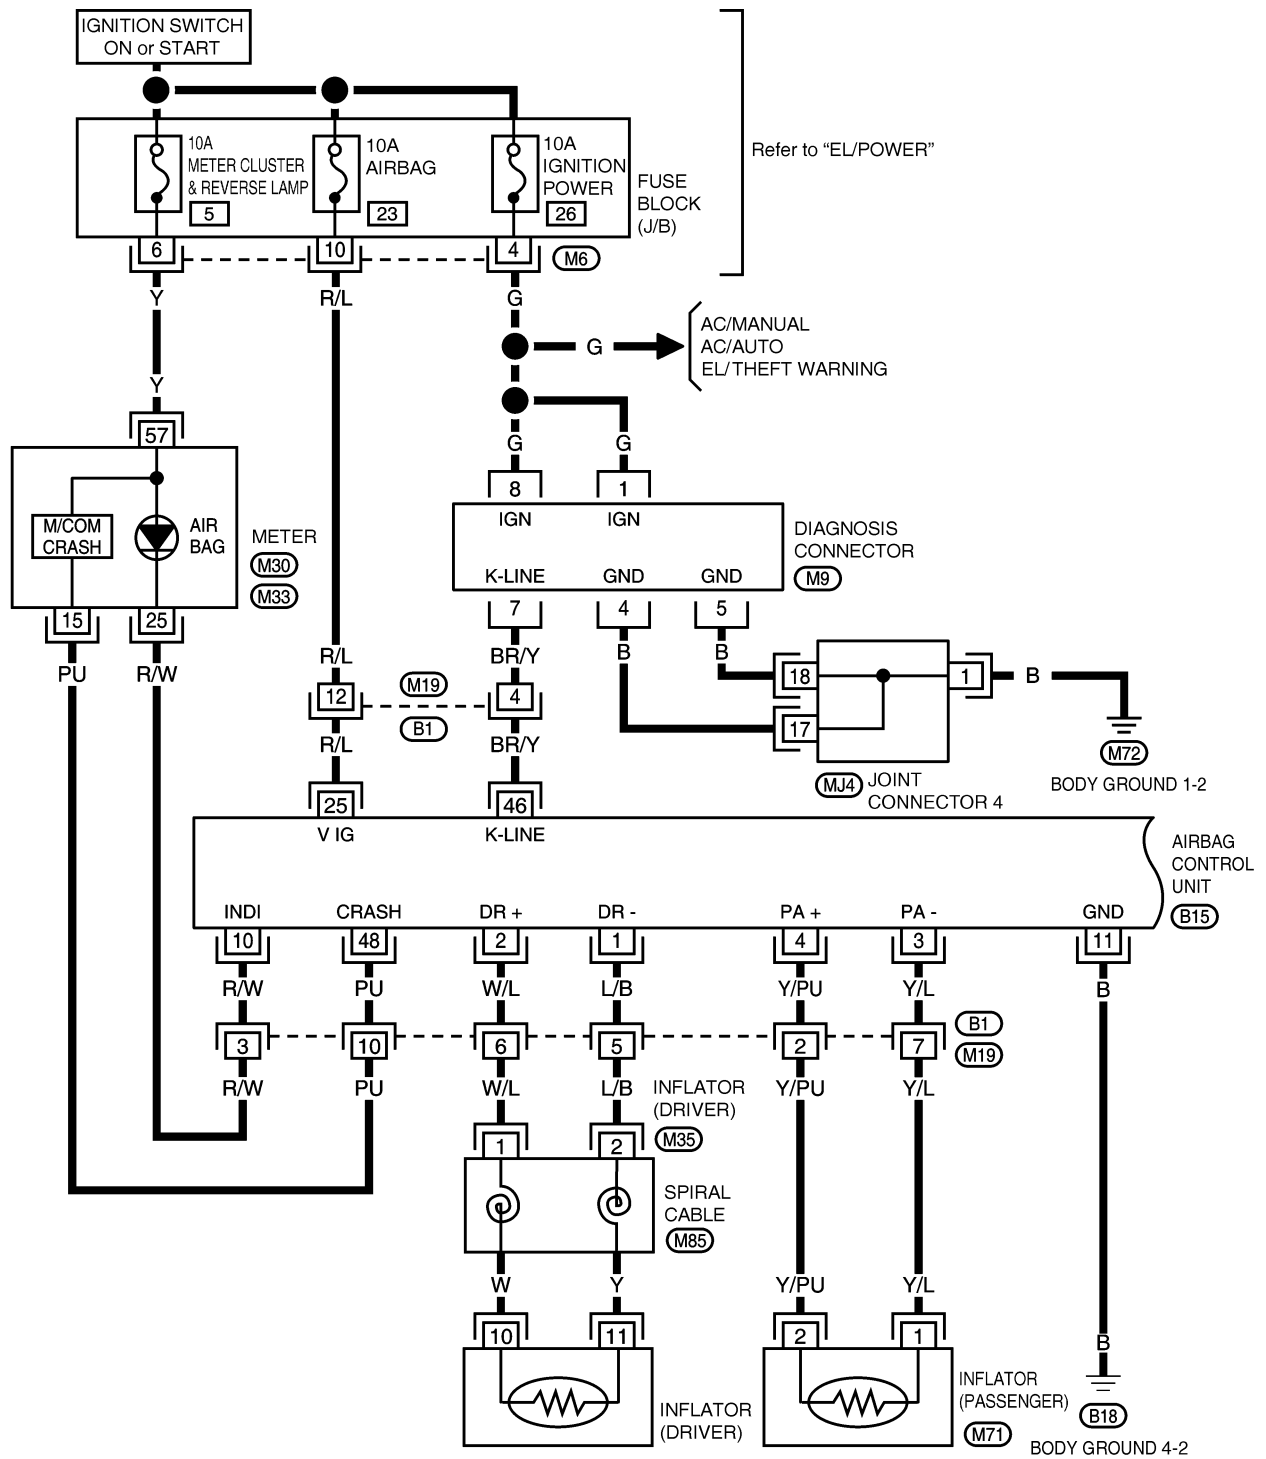 IGNITION SWITCH
ON or START
10A
METER CLUSTER
& REVERSE LAMP
5
10A
AIRBAG
23
10A
IGNITION
POWER
26
FUSE
BLOCK
(J/B)
Refer to “EL/POWER”
6
10
4
M6
Y
R/L
G
G
AC/MANUAL
AC/AUTO
EL/THEFT WARNING
Y
G
G
57
8
1
IGN
IGN
M/COM
CRASH
AIR
BAG
METER
M30
M33
DIAGNOSIS
CONNECTOR
M9
K-LINE
GND
GND
15
25
7
4
5
PU
R/W
R/L
BR/Y
B
B
18
1
B
12
M19
B1
4
17
R/L
BR/Y
M72
BODY GROUND 1-2
MJ4
JOINT
CONNECTOR 4
25
46
V IG
K-LINE
AIRBAG
CONTROL
UNIT
B15
INDI
CRASH
DR +
DR -
PA +
PA -
GND
10
48
2
1
4
3
11
R/W
PU
W/L
L/B
Y/PU
Y/L
B
3
10
6
5
2
7
B1
M19
R/W
PU
W/L
L/B
Y/PU
Y/L
INFLATOR
(DRIVER)
M35
1
2
SPIRAL
CABLE
M85
W
Y
Y/PU
Y/L
10
11
2
1
B
INFLATOR
(DRIVER)
INFLATOR
(PASSENGER)
M71
B18
BODY GROUND 4-2